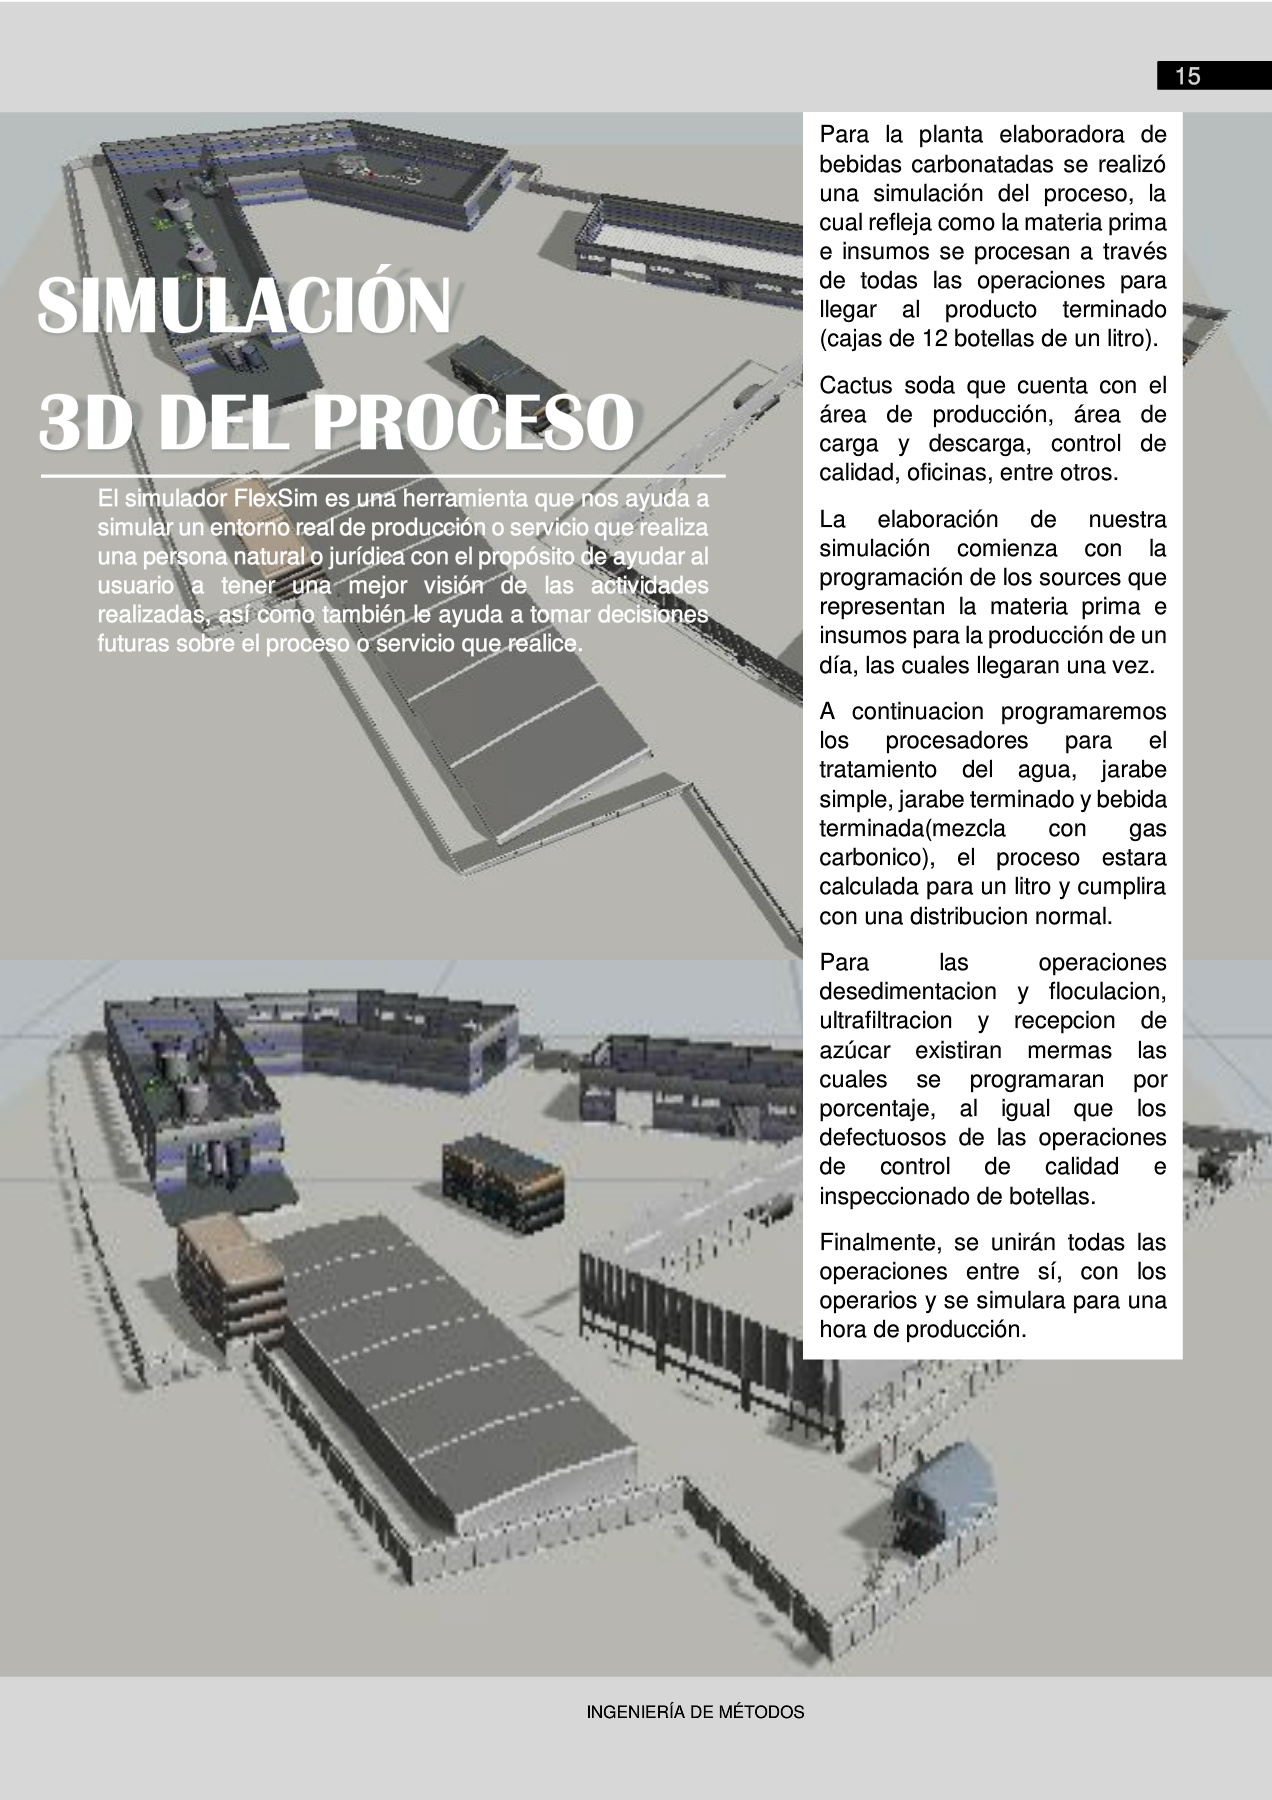 15
SIMULACIÓN
3D DEL PROCESO
El simulador FlexSim es una herramienta que nos ayuda a
simular un entorno real de producción o servicio que realiza
una persona natural o jurídica con el propósito de ayudar al
usuario a tener una mejor visión de las actividades
realizadas, así como también le ayuda a tomar decisiones
futuras sobre el proceso o servicio que realice.
Para la planta elaboradora de
bebidas carbonatadas se realizó
una simulación del proceso, la
cual refleja como la materia prima
e insumos se procesan a través
de todas las operaciones para
llegar al producto terminado
(cajas de 12 botellas de un litro).
Cactus soda que cuenta con el
área de producción, área de
carga y descarga, control de
calidad, oficinas, entre otros.
La elaboración de nuestra
simulación comienza con la
programación de los sources que
representan la materia prima e
insumos para la producción de un
día, las cuales llegaran una vez.
A continuacion programaremos
los procesadores para el
tratamiento del agua, jarabe
simple, jarabe terminado y bebida
terminada(mezcla con gas
carbonico), el proceso estara
calculada para un litro y cumplira
con una distribucion normal.
Para las operaciones
desedimentacion y floculacion,
ultrafiltracion y recepcion de
azúcar existiran mermas las
cuales se programaran por
porcentaje, al igual que los
defectuosos de las operaciones
de control de calidad e
inspeccionado de botellas.
Finalmente, se unirán todas las
operaciones entre sí, con los
operarios y se simulara para una
hora de producción.
INGENIERÍA DE MÉTODOS